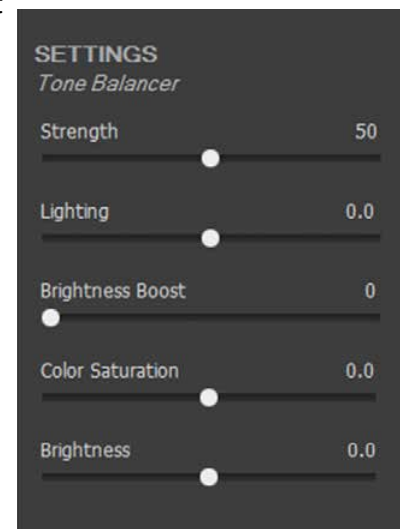 SETTINGS
Tone Balancer
Strength 50
Lighting 0.0
Brightness Boost 0
Color Saturation 0.0
Brightness 0.0